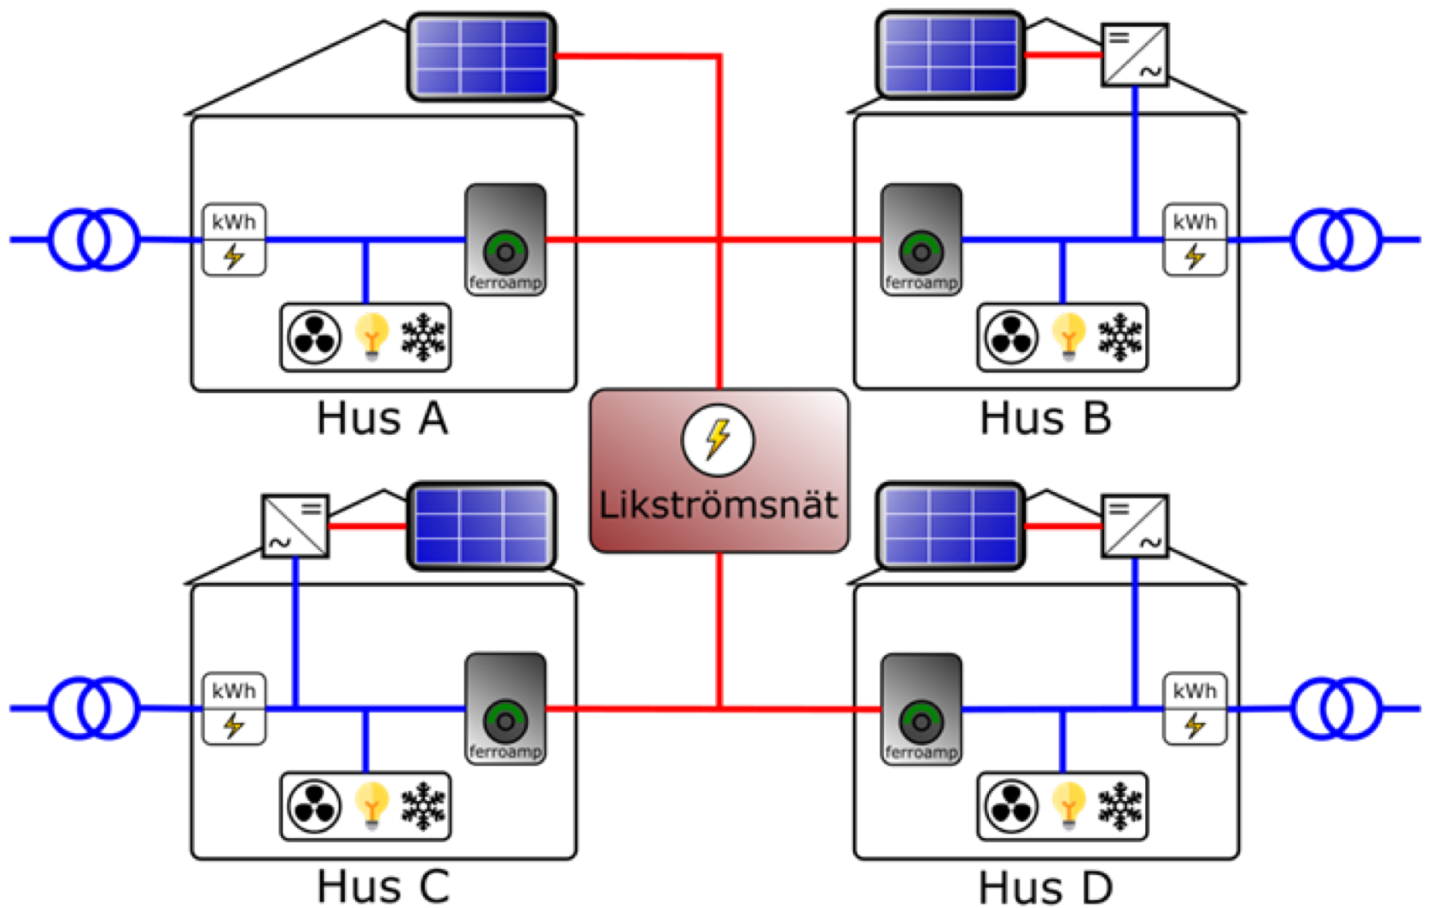 kWh
ferroamp
Hus A
kWh
ferroamp
Hus B
Likströmsnät
kWh
ferroamp
Hus C
kWh
ferroamp
Hus D